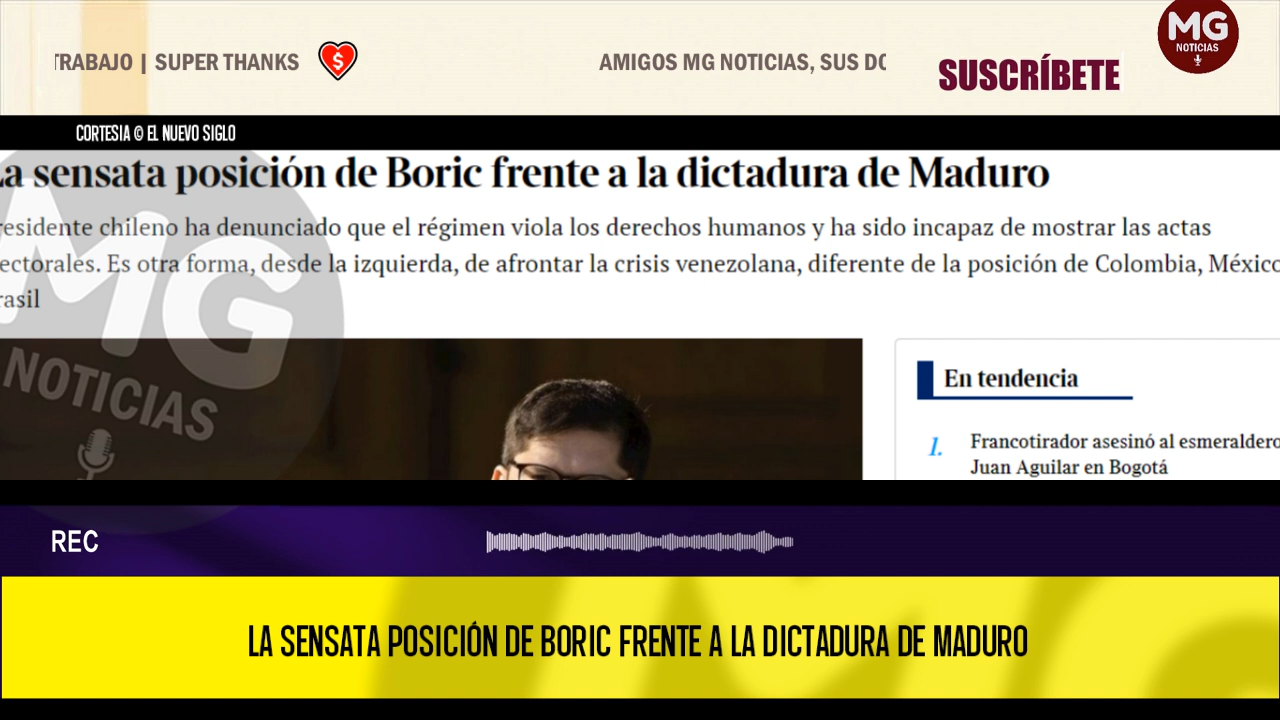 TRABAJO | SUPER THANKS
AMIGOS MG NOTICIAS, SUS
SUSCRÍBETE
MG
NOTICIAS
CORTESIA © EL NUEVO SIGLO
La sensata posición de Boric frente a la dictadura de Maduro
residente chileno ha denunciado que el régimen viola los derechos humanos y ha sido incapaz de mostrar las actas
ectorales. Es otra forma, desde la izquierda, de afrontar la crisis venezolana, diferente de la posición de Colombia, México
rasil
MG
NOTICIAS
En tendencia
1. Francotirador asesinó al esmeraldero
Juan Aguilar en Bogotá
REC
LA SENSATA POSICIÓN DE BORIC FRENTE A LA DICTADURA DE MADURO